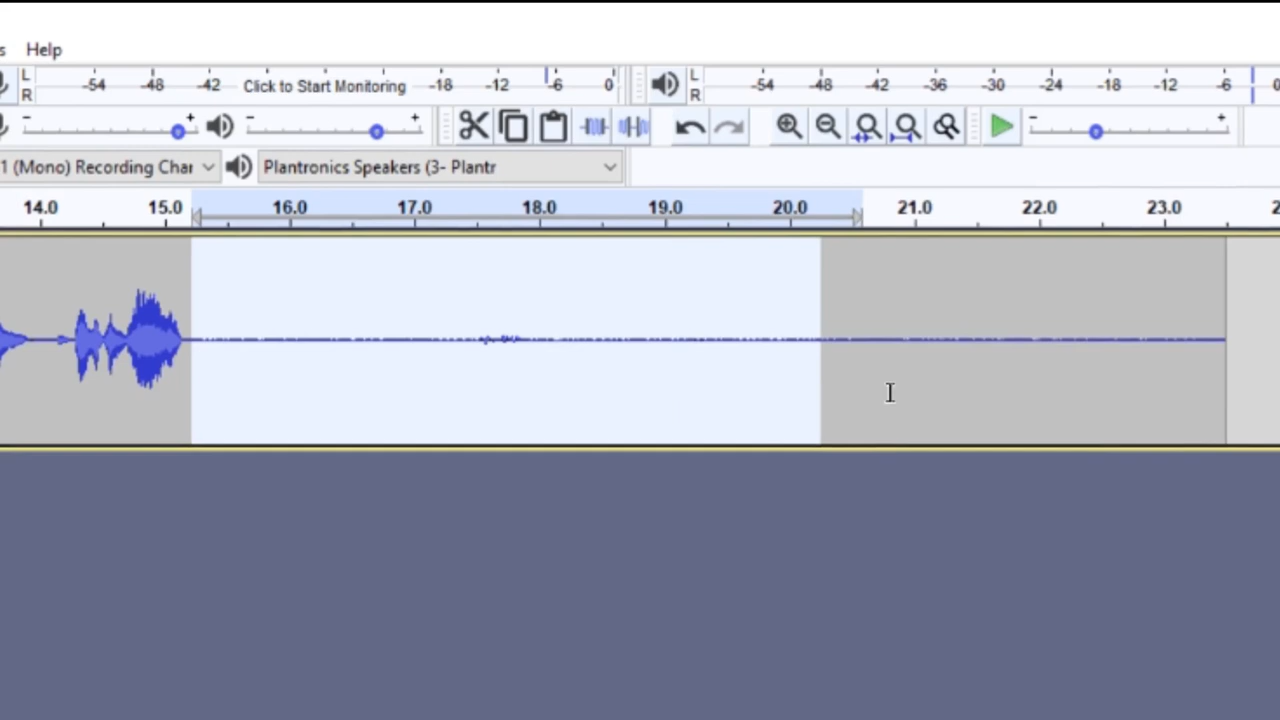 s Help
L -54 -48 -42 Click to Start Monitoring -18 -12 -6 0 L -54 -48 -42 -36 -30 -24 -18 -12 -6 0
R R
- + - + - +
1 (Mono) Recording Char Plantronics Speakers (3- Plantr
14.0 15.0 16.0 17.0 18.0 19.0 20.0 21.0 22.0 23.0 2